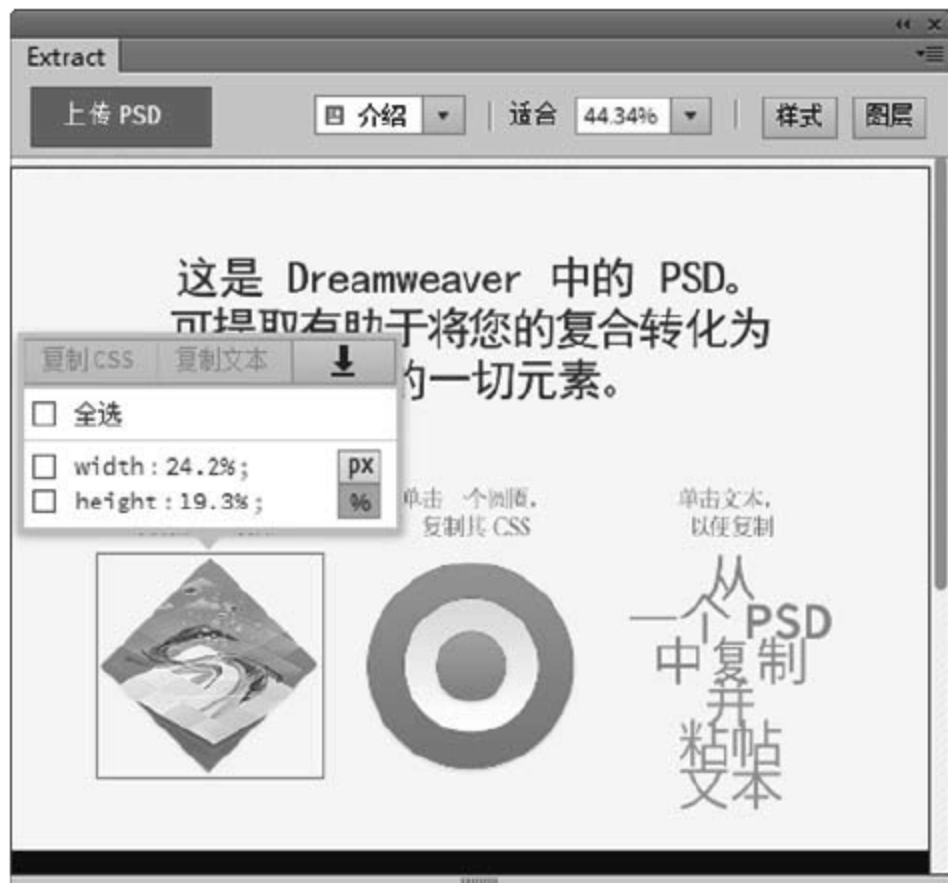 Extract
上传 PSD
介绍
适合
44.34%
样式
图层
这是 Dreamweaver 中的 PSD。
可提取有助于将您的复合转化为
的一切元素。
复制CSS
复制文本
全选
width:24.2%;
px
height:19.3%;
%
单击一个圆圈，
复制其 CSS
单击文本，
以便复制
从
一个 PSD
中复制
并
粘帖
文本